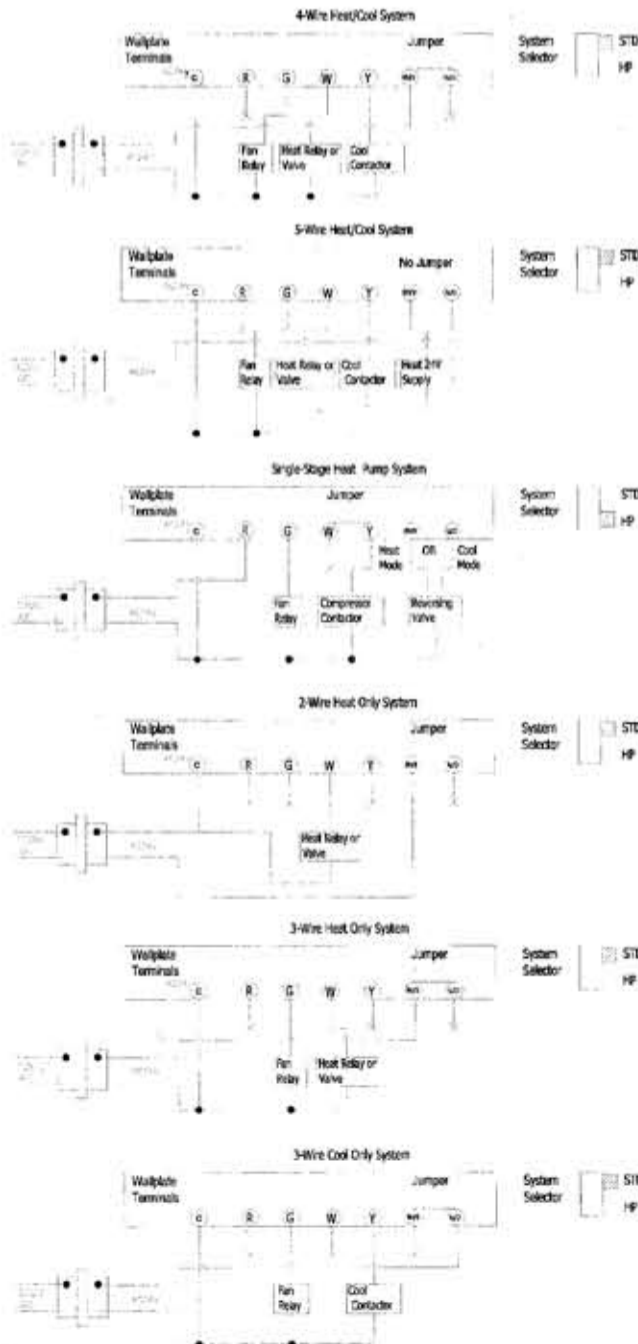 4-Wire Heat/Cool System
Wallplate Terminals
Jumper
System Selector
STD
HP
C R G W Y
Fan Relay
Heat Relay or Valve
Cool Contactor
5-Wire Heat/Cool System
Wallplate Terminals
No Jumper
System Selector
STD
HP
C R G W Y
Fan Relay
Heat Relay or Valve
Cool Contactor
Heat 24V Supply
Single-Stage Heat Pump System
Wallplate Terminals
Jumper
System Selector
STD
HP
C R G W Y
Heat Mode
OR
Cool Mode
Fan Relay
Compressor Contactor
Reversing Valve
2-Wire Heat Only System
Wallplate Terminals
Jumper
System Selector
STD
HP
C R G W Y
Heat Relay or Valve
3-Wire Heat Only System
Wallplate Terminals
Jumper
System Selector
STD
HP
C R G W Y
Fan Relay
Heat Relay or Valve
3-Wire Cool Only System
Wallplate Terminals
Jumper
System Selector
STD
HP
C R G W Y
Fan Relay
Cool Contactor